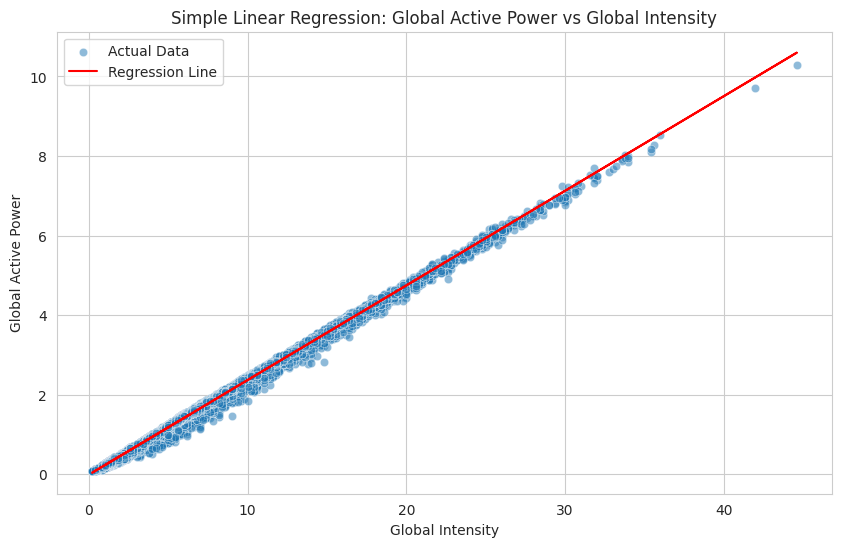 Simple Linear Regression: Global Active Power vs Global Intensity
Actual Data
Regression Line
10
8
6
4
2
0
Global Active Power
0 10 20 30 40
Global Intensity